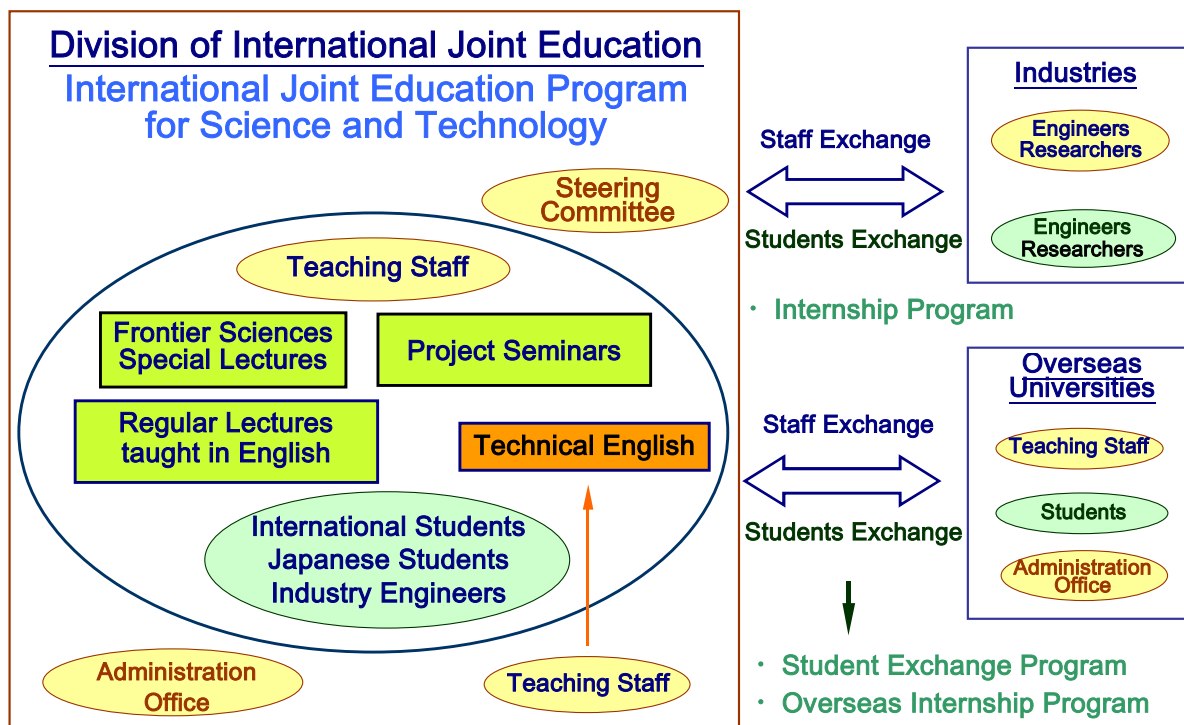 Division of International Joint Education
International Joint Education Program
for Science and Technology
Steering
Committee
Teaching Staff
Frontier Sciences
Special Lectures
Project Seminars
Regular Lectures
taught in English
Technical English
International Students
Japanese Students
Industry Engineers
Administration
Office
Teaching Staff
Staff Exchange
Students Exchange
・ Internship Program
Industries
Engineers
Researchers
Engineers
Researchers
Staff Exchange
Students Exchange
Overseas
Universities
Teaching Staff
Students
Administration
Office
・ Student Exchange Program
・ Overseas Internship Program